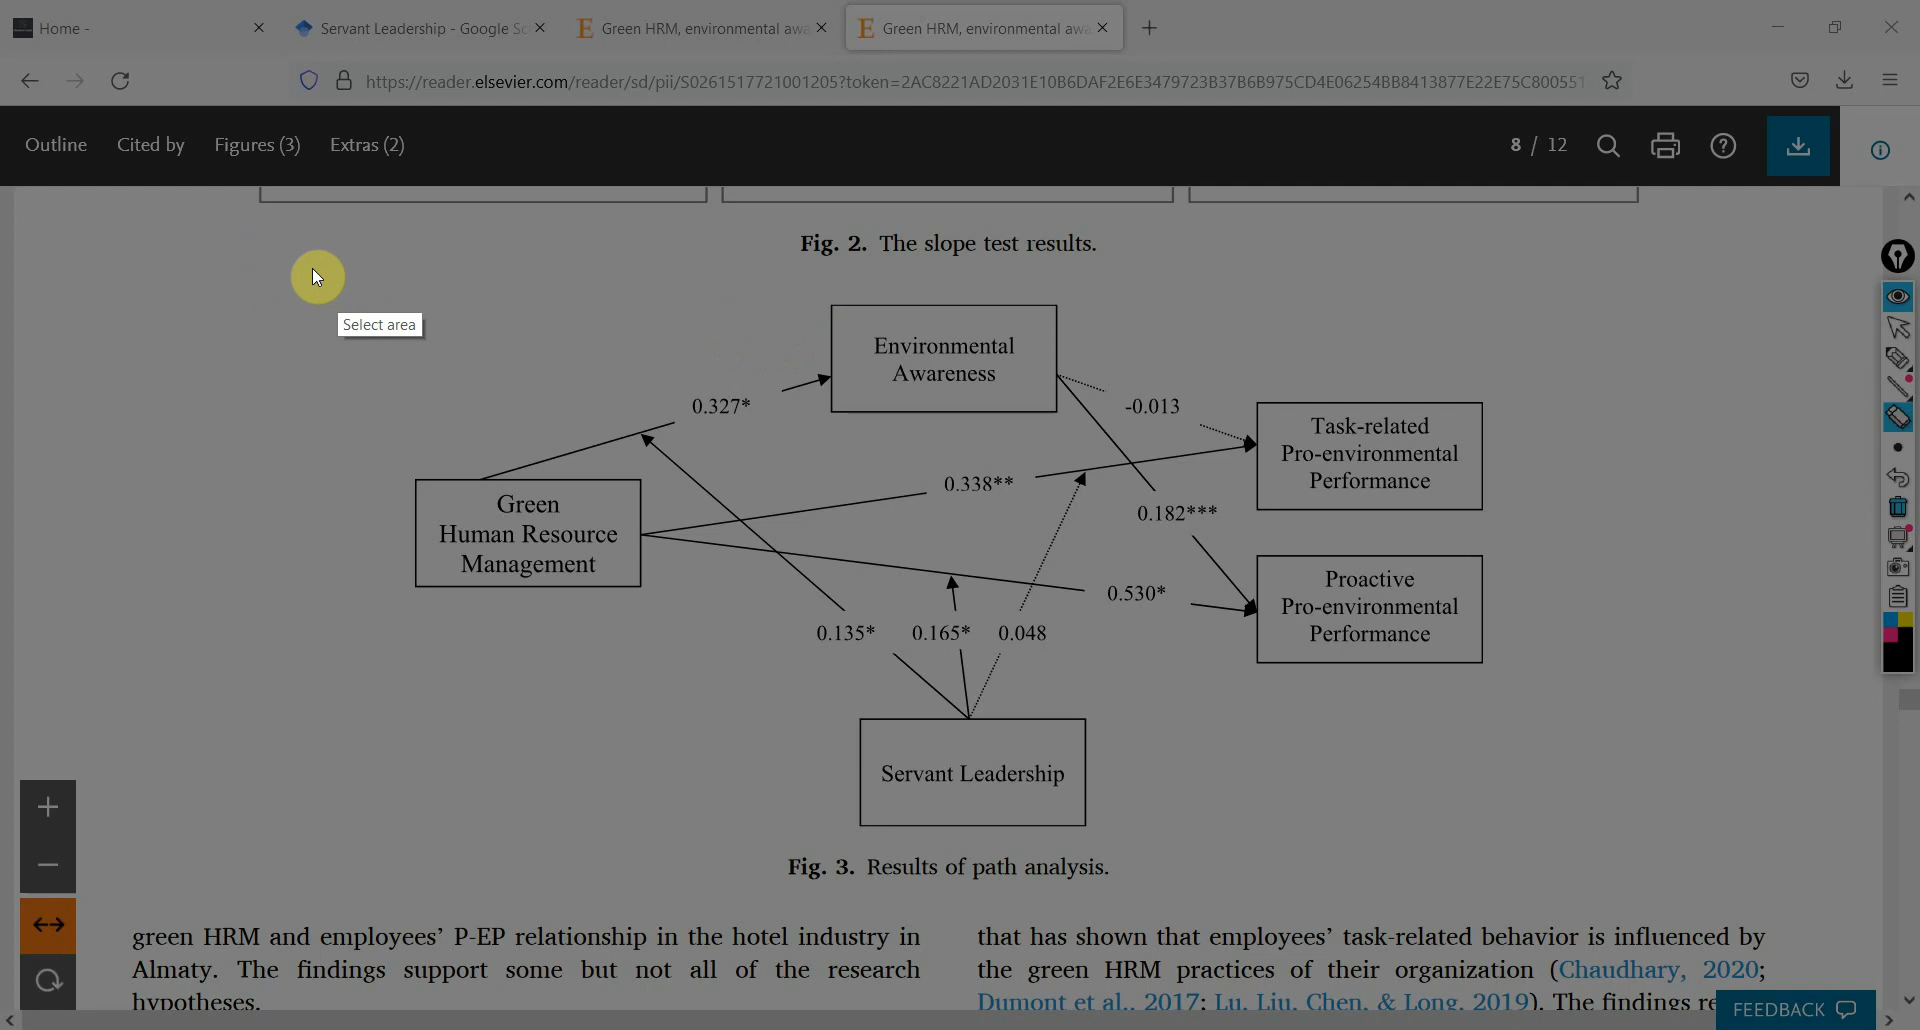 Home -
Servant Leadership - Google Sc
Green HRM, environmental awa
Green HRM, environmental awa
https://reader.elsevier.com/reader/sd/pii/S0261517721001205?token=2AC8221AD2031E10B6DAF2E6E3479723B37B6B975CD4E06254BB8413877E22E75C800551
Outline Cited by Figures (3) Extras (2) 8 / 12
Fig. 2. The slope test results.
Select area
Environmental
Awareness
0.327*
-0.013
Task-related
Pro-environmental
Performance
0.338**
Green
Human Resource
Management
0.182***
Proactive
Pro-environmental
Performance
0.530*
0.135* 0.165* 0.048
Servant Leadership
Fig. 3. Results of path analysis.
green HRM and employees' P-EP relationship in the hotel industry in
Almaty. The findings support some but not all of the research
hypotheses.
that has shown that employees' task-related behavior is influenced by
the green HRM practices of their organization (Chaudhary, 2020;
Dumont et al., 2017; Lu, Liu, Chen, & Long, 2019). The findings re
FEEDBACK